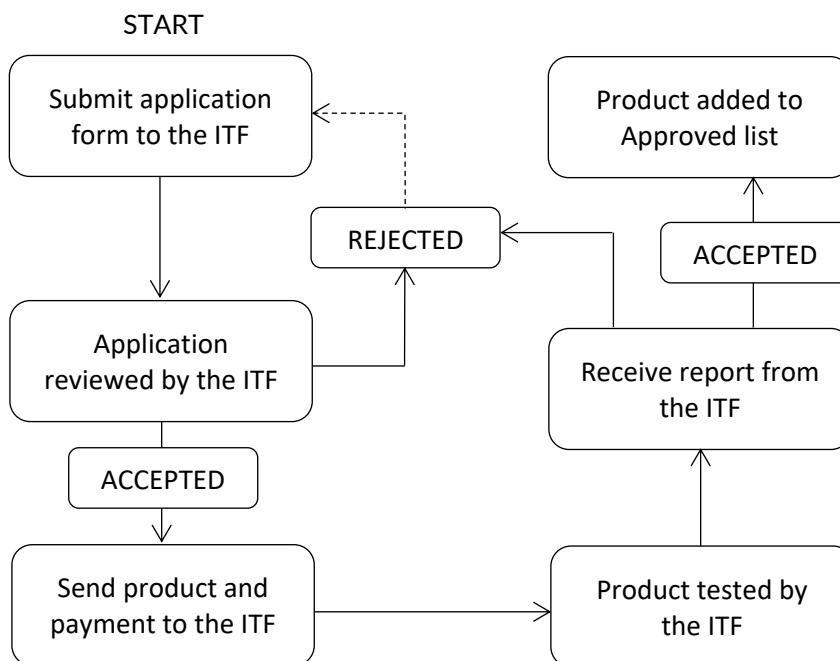 START
Submit application
form to the ITF
Product added to
Approved list
REJECTED
ACCEPTED
Application
reviewed by the ITF
Receive report from
the ITF
ACCEPTED
Send product and
payment to the ITF
Product tested by
the ITF